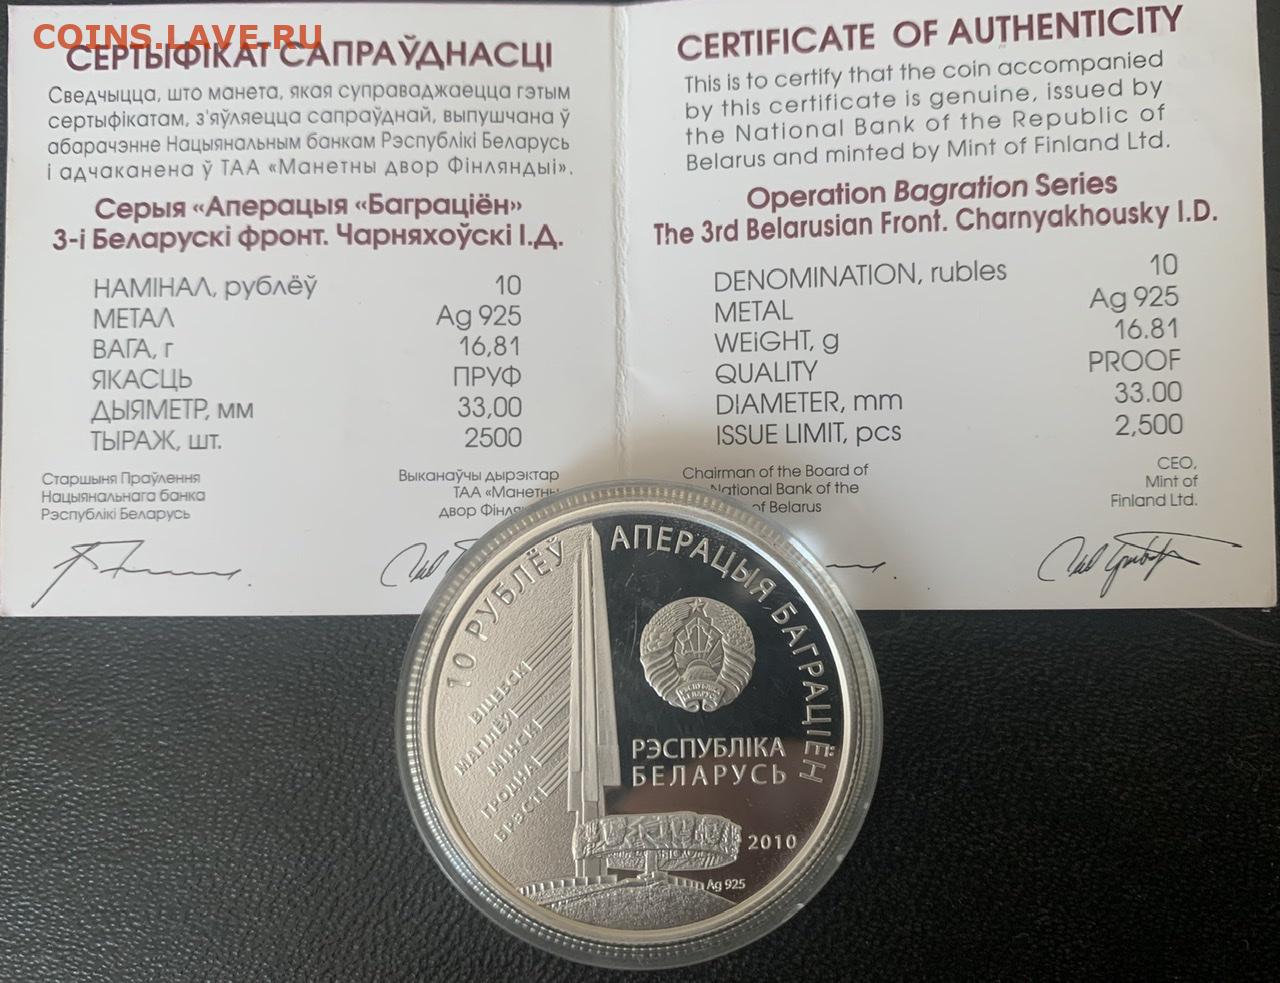 COINS.LAVE.RU
СЕРТЫФІКАТ САПРАЎДНАСЦІ
Сведчыцца, што манета, якая суправаджаецца гэтым
сертыфікатам, з'яўляецца сапраўднай, выпушчана ў
абарачэнне Нацыянальным банкам Рэспублікі Беларусь
і адчаканена ў ТАА «Манетны двор Фінляндыі».
Серыя «Аперацыя «Баграціён»
3-і Беларускі фронт. Чарняхоўскі І.Д.
НАМІНАЛ, рублёў 10
МЕТАЛ Ag 925
ВАГА, г 16,81
ЯКАСЦЬ ПРУФ
ДЫЯМЕТР, мм 33,00
ТЫРАЖ, шт. 2500
Старшыня Праўлення
Нацыянальнага банка
Рэспублікі Беларусь
Выканаўчы дырэктар
ТАА «Манетны
двор
CERTIFICATE OF AUTHENTICITY
This is to certify that the coin accompanied
by this certificate is genuine, issued by
the National Bank of the Republic of
Belarus and minted by Mint of Finland Ltd.
Operation Bagration Series
The 3rd Belarusian Front. Charnyakhousky I.D.
DENOMINATION, rubles 10
METAL Ag 925
WEiGHT, g 16.81
QUALITY PROOF
DIAMETER, mm 33.00
ISSUE LIMIT, pcs 2,500
Chairman of the Board of
National Bank of the
of Belarus
CEO,
Mint of
Finland Ltd.
10 РУБЛЁЎ
АПЕРАЦЫЯ БАГРАЦІЁН
ВІЦЕБСК
МАГІЛЁЎ
МІНСК
ГРОДНА
БРЭСТ
РЭСПУБЛІКА
БЕЛАРУСЬ
РЭСПУБЛІКА
БЕЛАРУСЬ
2010
Ag 925